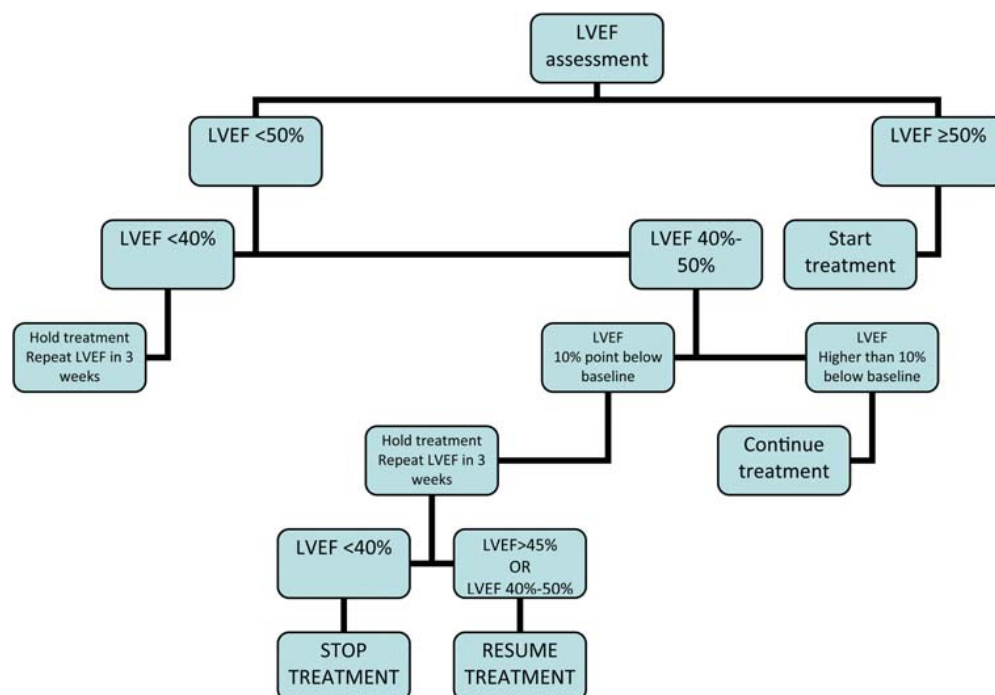 LVEF
assessment
LVEF <50%
LVEF ≥50%
LVEF <40%
LVEF 40%-
50%
Start
treatment
Hold treatment
Repeat LVEF in 3
weeks
LVEF
10% point below
baseline
LVEF
Higher than 10%
below baseline
Hold treatment
Repeat LVEF in 3
weeks
Continue
treatment
LVEF <40%
LVEF>45%
OR
LVEF 40%-50%
STOP
TREATMENT
RESUME
TREATMENT